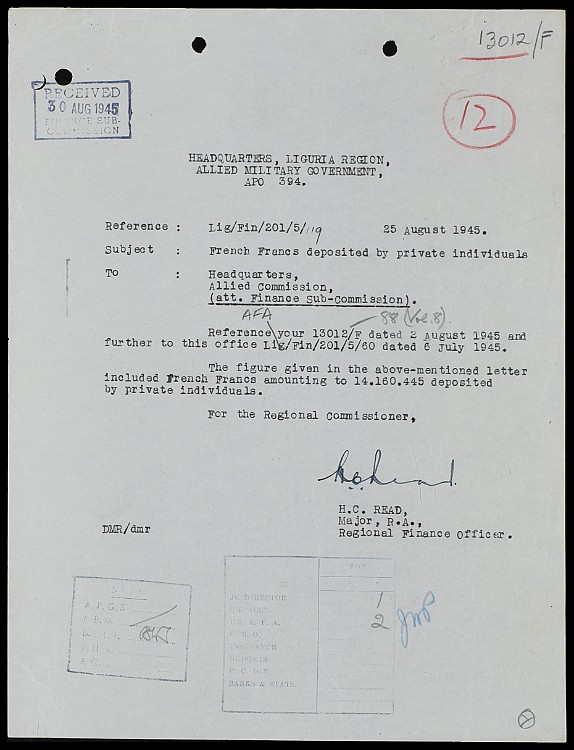 13012/F
RECEIVED
30 AUG 1945
FINANCE SUB-
COMMISSION
12
HEADQUARTERS, LIGURIA REGION,
ALLIED MILITARY GOVERNMENT,
APO 394.
Reference : Lig/Fin/201/5/119 25 August 1945.
Subject : French Francs deposited by private individuals
To : Headquarters,
Allied Commission,
(att. Finance Sub-Commission).
AFA 88 (Vol.8).
Reference your 13012/F dated 2 August 1945 and
further to this office Lig/Fin/201/5/60 dated 6 July 1945.
The figure given in the above-mentioned letter
included French Francs amounting to 14.160.445 deposited
by private individuals.
For the Regional Commissioner,
H.C. READ,
Major, R.A.,
Regional Finance Officer.
DMR/dmr
FOR
Jt DIRECTOR 1
A. F. A. 2
INSURANCE
BANKS & STATS.